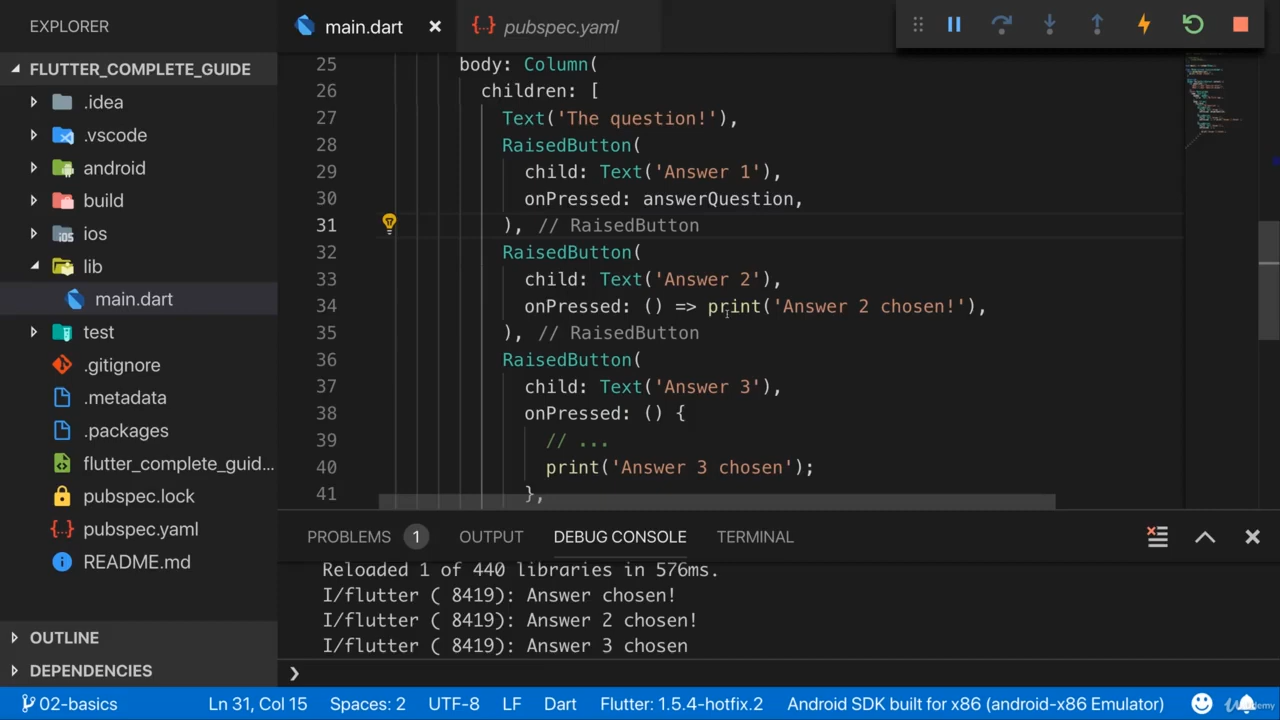 EXPLORER
main.dart
pubspec.yaml
FLUTTER_COMPLETE_GUIDE
.idea
.vscode
android
build
ios
lib
main.dart
test
.gitignore
.metadata
.packages
flutter_complete_guid...
pubspec.lock
pubspec.yaml
README.md
OUTLINE
DEPENDENCIES
25 body: Column(
26 children: [
27 Text('The question!'),
28 RaisedButton(
29 child: Text('Answer 1'),
30 onPressed: answerQuestion,
31 ), // RaisedButton
32 RaisedButton(
33 child: Text('Answer 2'),
34 onPressed: () => print('Answer 2 chosen!'),
35 ), // RaisedButton
36 RaisedButton(
37 child: Text('Answer 3'),
38 onPressed: () {
39 // ...
40 print('Answer 3 chosen');
41 },
PROBLEMS 1 OUTPUT DEBUG CONSOLE TERMINAL
Reloaded 1 of 440 libraries in 576ms.
I/flutter ( 8419): Answer chosen!
I/flutter ( 8419): Answer 2 chosen!
I/flutter ( 8419): Answer 3 chosen
02-basics Ln 31, Col 15 Spaces: 2 UTF-8 LF Dart Flutter: 1.5.4-hotfix.2 Android SDK built for x86 (android-x86 Emulator)